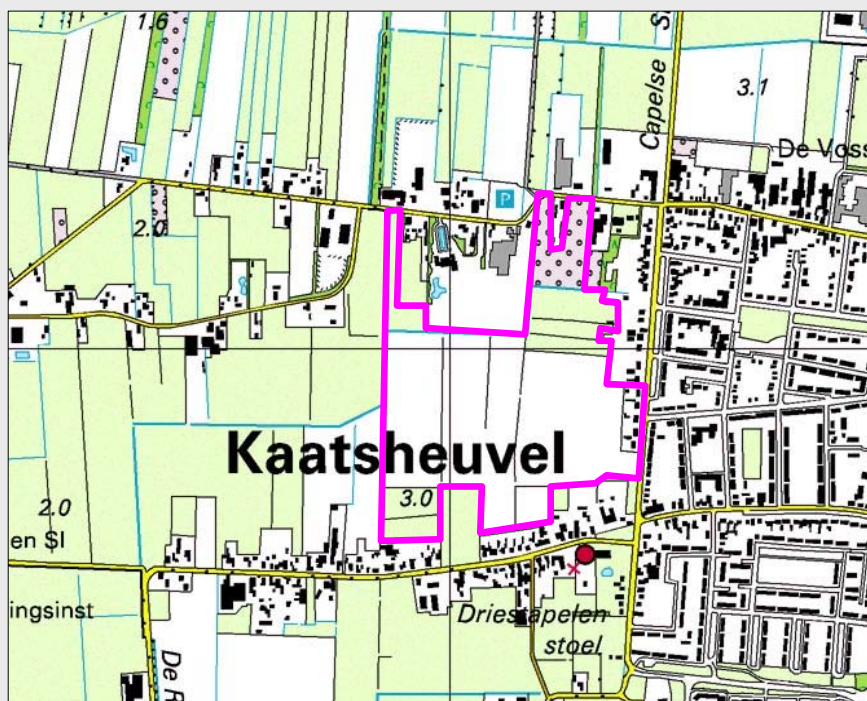 1.6
Capelse S
3.1
De Voss
P
2.0
Kaatsheuvel
3.0
2.0
en Sl
ingsinst
Driestapelen
stoel
De R